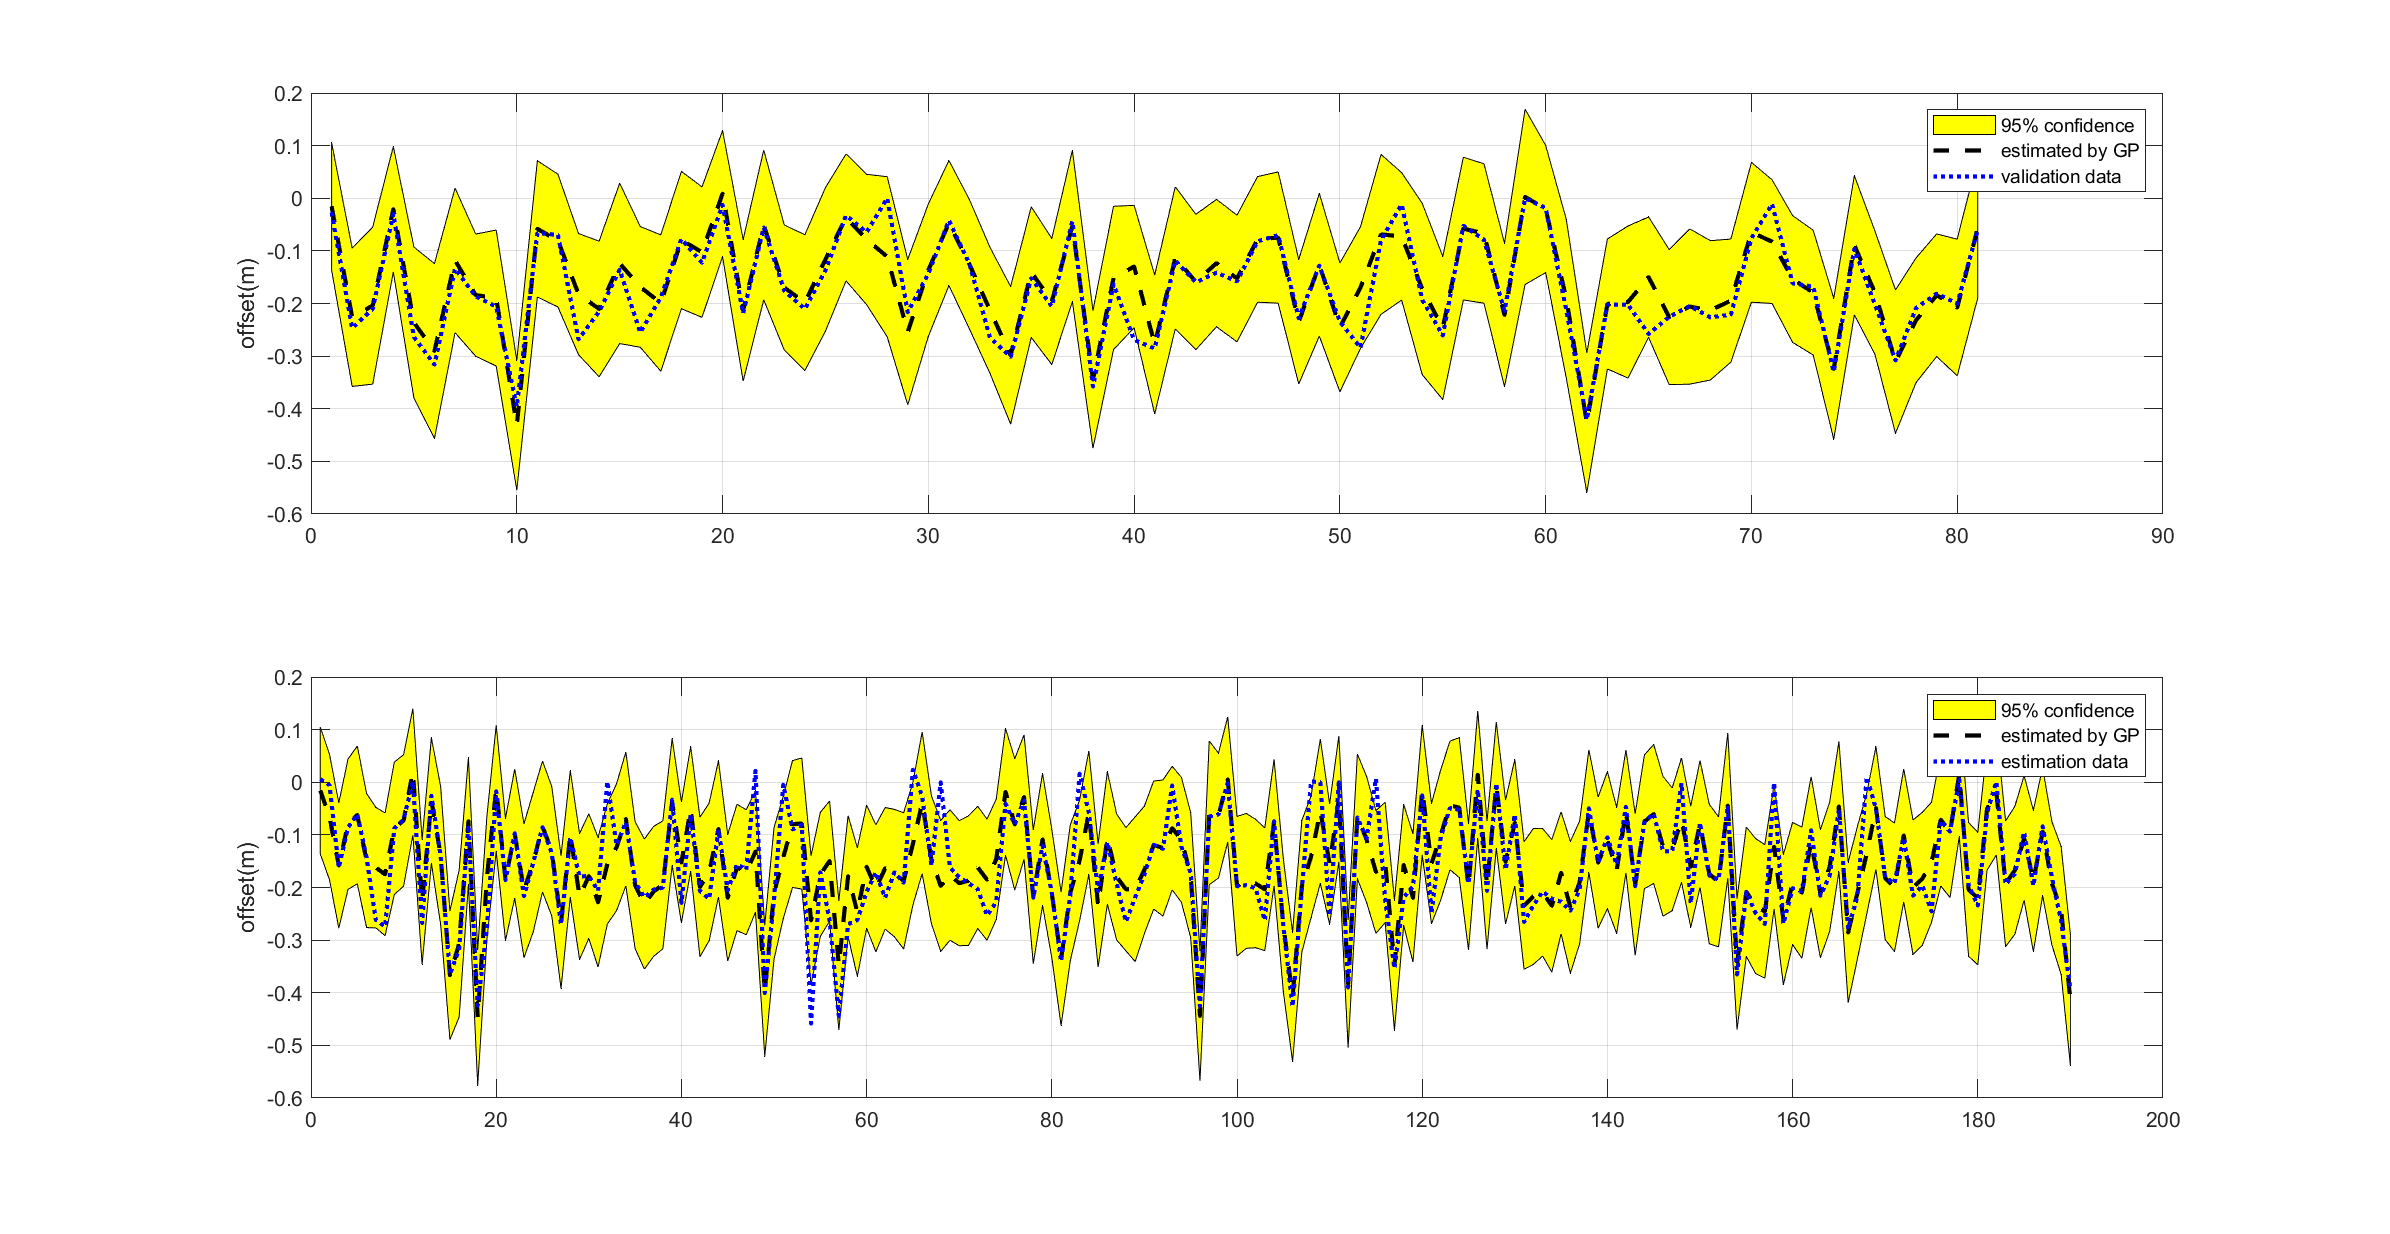 0.2
0.1
0
-0.1
-0.2
-0.3
-0.4
-0.5
-0.6
offset(m)
0 10 20 30 40 50 60 70 80 90
95% confidence
estimated by GP
validation data
0.2
0.1
0
-0.1
-0.2
-0.3
-0.4
-0.5
-0.6
offset(m)
0 20 40 60 80 100 120 140 160 180 200
95% confidence
estimated by GP
estimation data